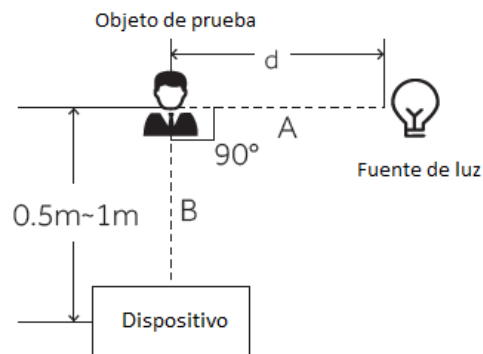 Objeto de prueba
d
A
90°
Fuente de luz
0.5m~1m
B
Dispositivo